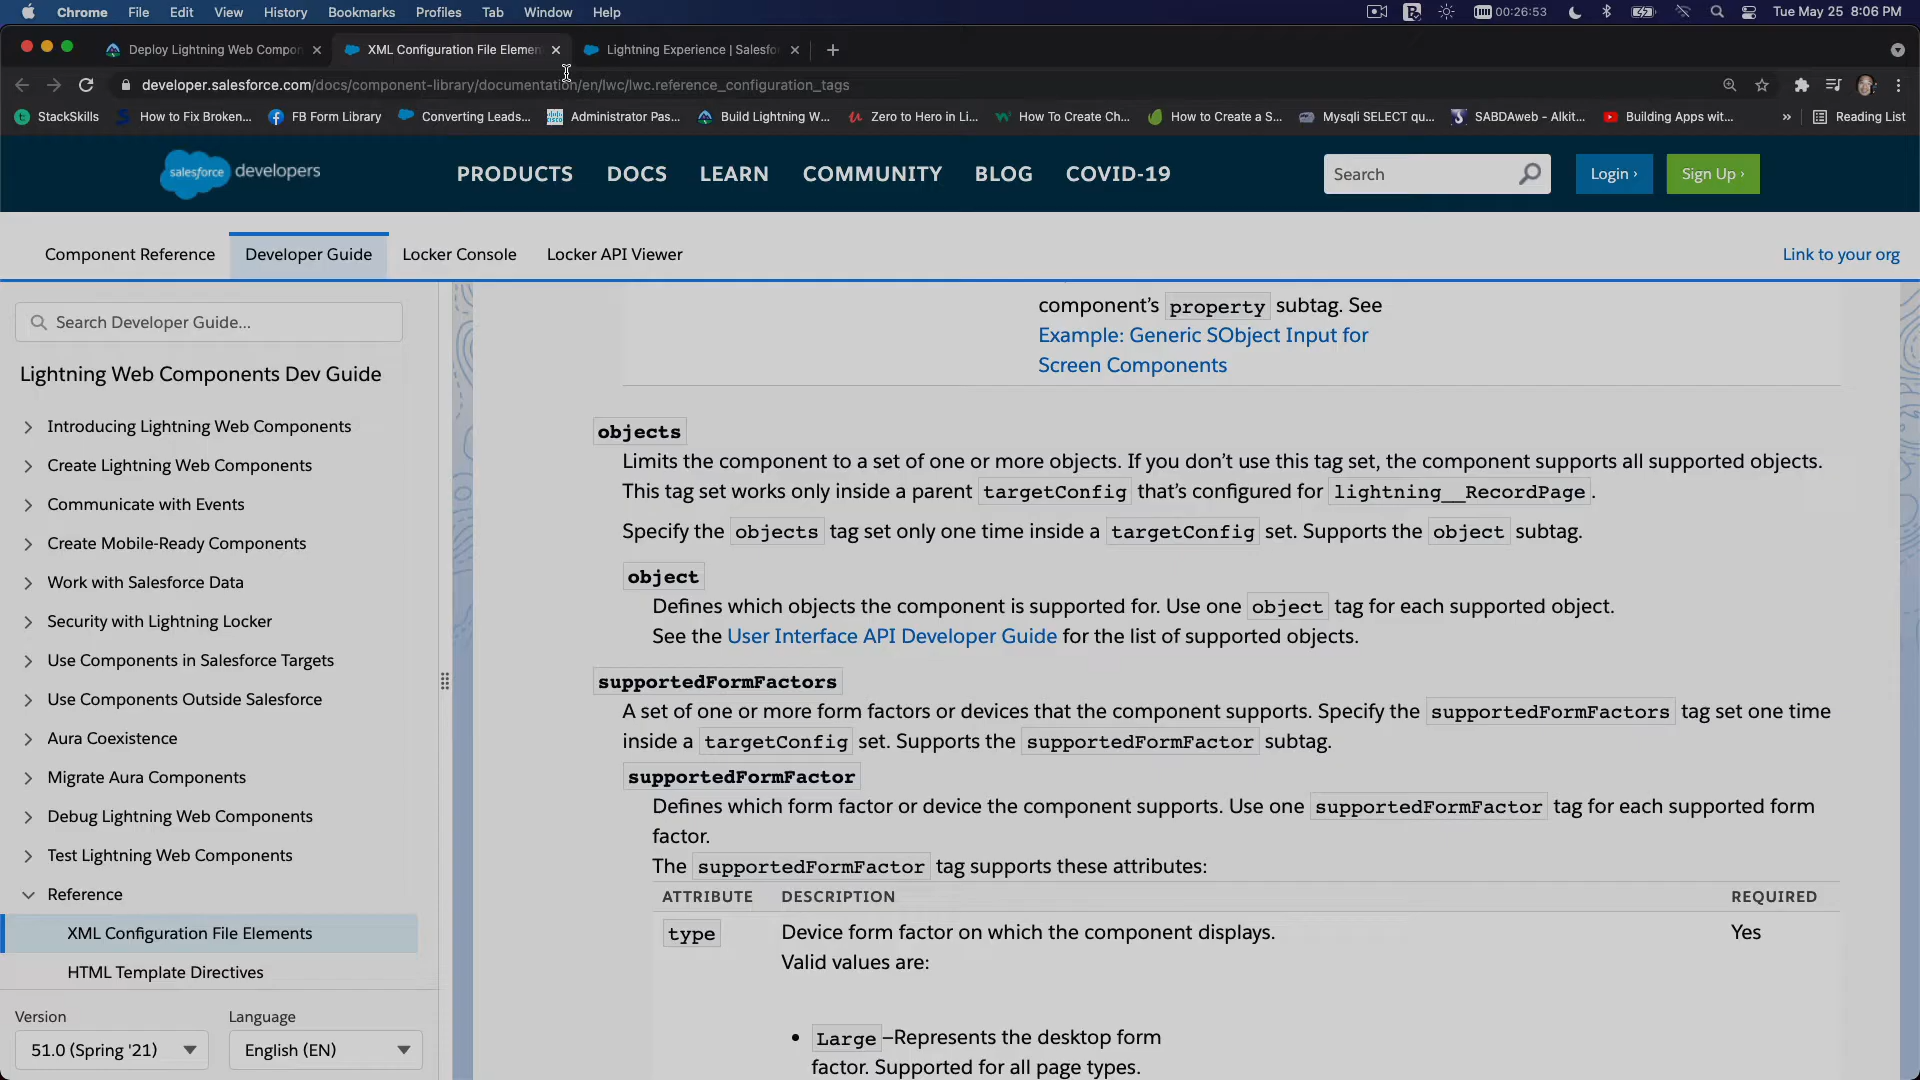 Chrome File Edit View History Bookmarks Profiles Tab Window Help 00:26:53 Tue May 25 8:06 PM
Deploy Lightning Web Compon XML Configuration File Elemen Lightning Experience | Salesfo
developer.salesforce.com/docs/component-library/documentation/en/lwc/lwc.reference_configuration_tags
StackSkills How to Fix Broken... FB Form Library Converting Leads... Administrator Pas... Build Lightning W... Zero to Hero in Li... How To Create Ch... How to Create a S... Mysqli SELECT qu... SABDAweb - Alkit... Building Apps wit... » Reading List
salesforce developers PRODUCTS DOCS LEARN COMMUNITY BLOG COVID-19 Search Login › Sign Up ›
Component Reference Developer Guide Locker Console Locker API Viewer Link to your org
Search Developer Guide...
Lightning Web Components Dev Guide
Introducing Lightning Web Components
Create Lightning Web Components
Communicate with Events
Create Mobile-Ready Components
Work with Salesforce Data
Security with Lightning Locker
Use Components in Salesforce Targets
Use Components Outside Salesforce
Aura Coexistence
Migrate Aura Components
Debug Lightning Web Components
Test Lightning Web Components
Reference
XML Configuration File Elements
HTML Template Directives
Version Language
51.0 (Spring '21) English (EN)
component's property subtag. See
Example: Generic SObject Input for
Screen Components
objects
Limits the component to a set of one or more objects. If you don't use this tag set, the component supports all supported objects.
This tag set works only inside a parent targetConfig that's configured for lightning__RecordPage.
Specify the objects tag set only one time inside a targetConfig set. Supports the object subtag.
object
Defines which objects the component is supported for. Use one object tag for each supported object.
See the User Interface API Developer Guide for the list of supported objects.
supportedFormFactors
A set of one or more form factors or devices that the component supports. Specify the supportedFormFactors tag set one time
inside a targetConfig set. Supports the supportedFormFactor subtag.
supportedFormFactor
Defines which form factor or device the component supports. Use one supportedFormFactor tag for each supported form
factor.
The supportedFormFactor tag supports these attributes:
ATTRIBUTE DESCRIPTION REQUIRED
type Device form factor on which the component displays. Yes
Valid values are:
• Large –Represents the desktop form
factor. Supported for all page types.